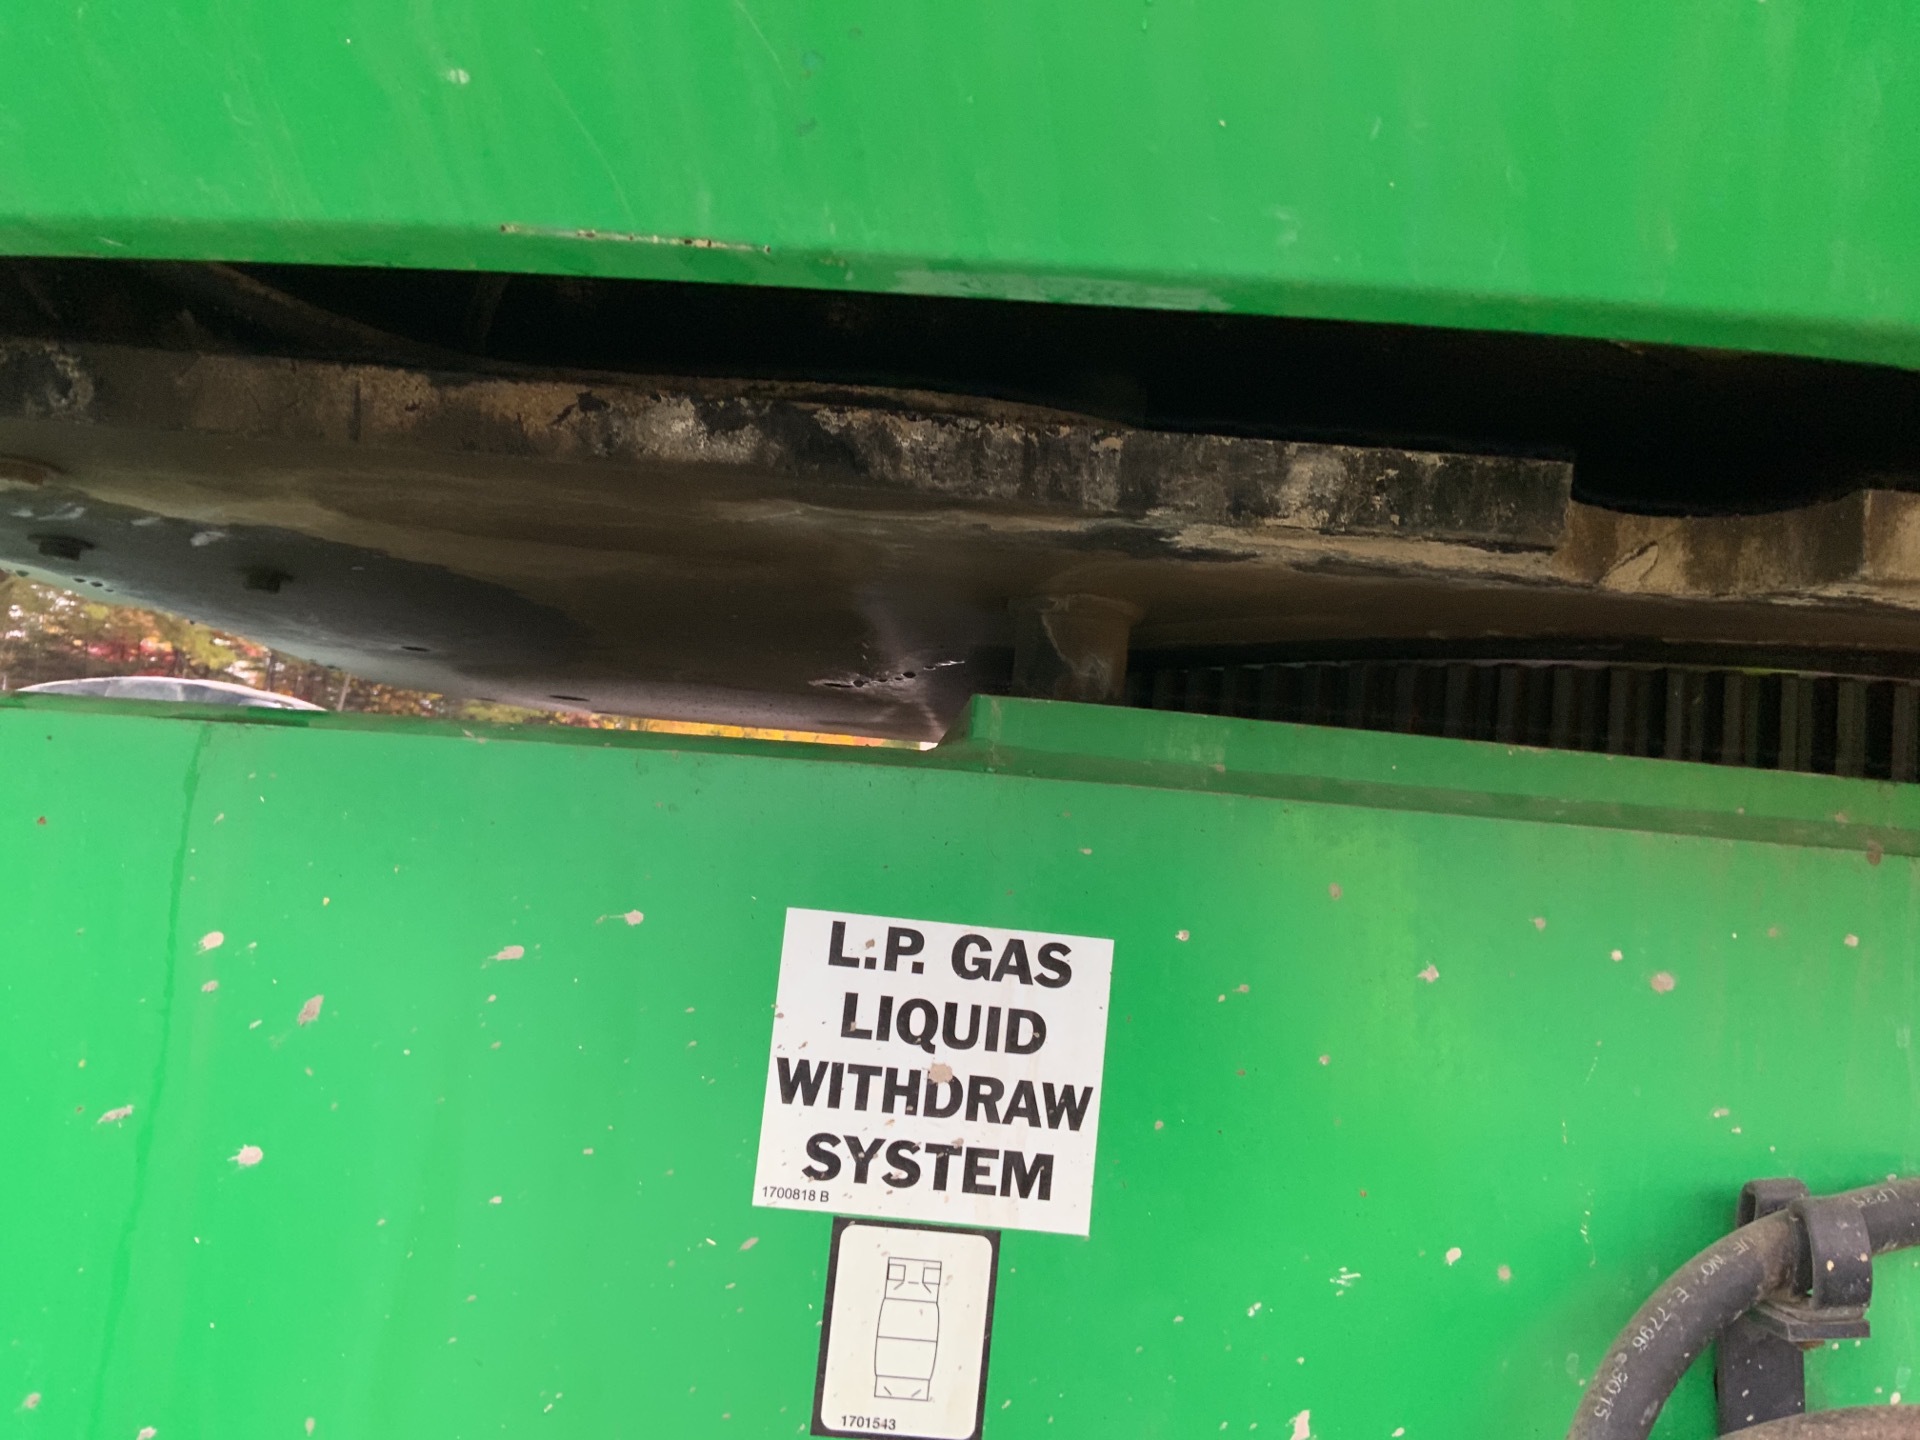 L.P. GAS
LIQUID
WITHDRAW
SYSTEM
1700818 B
1701543